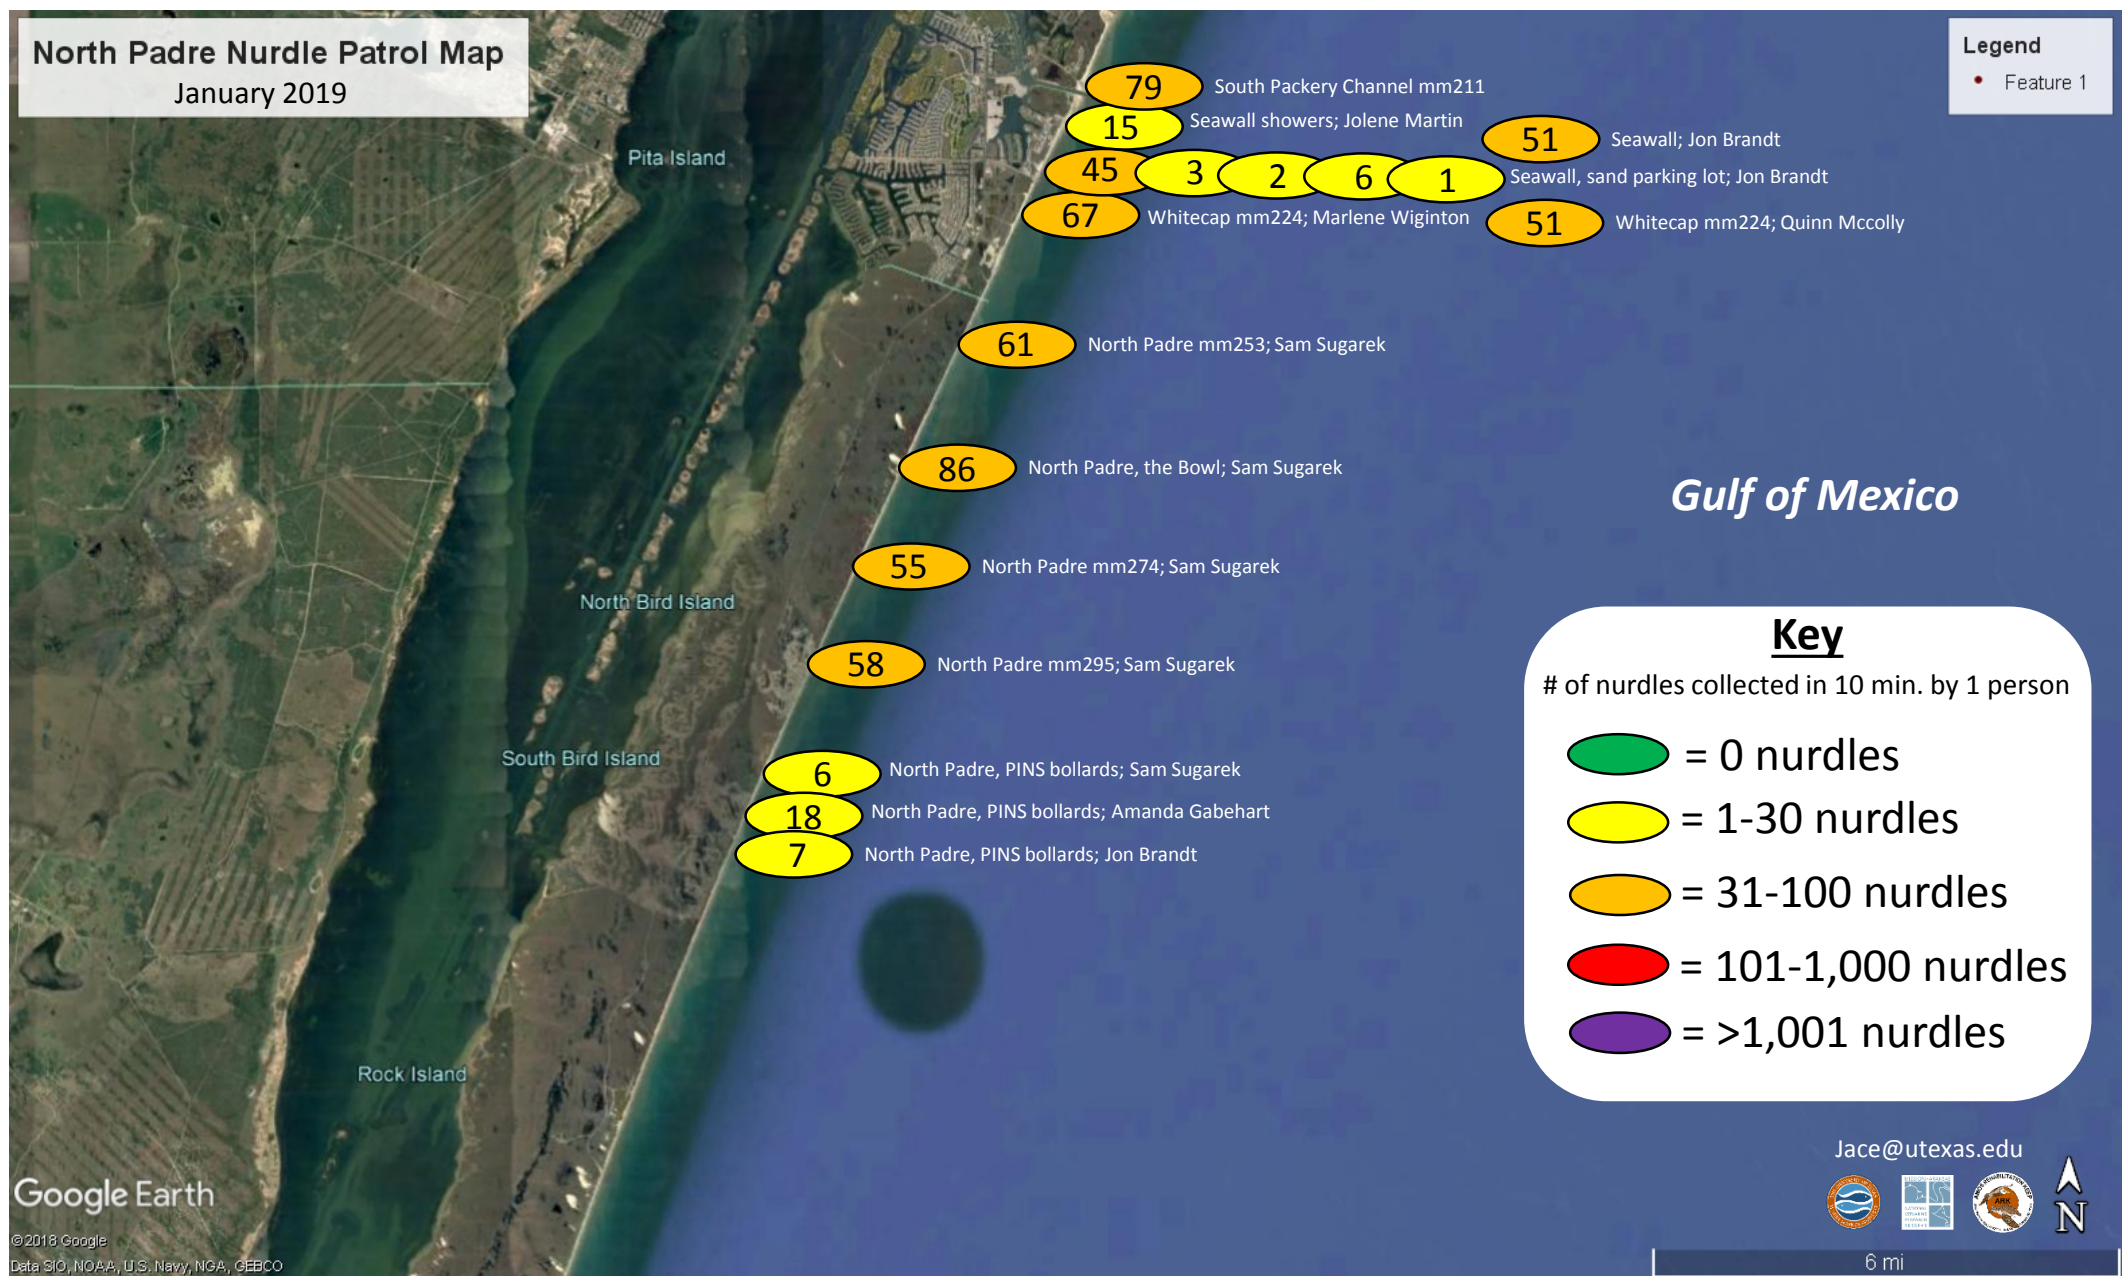 North Padre Nurdle Patrol Map
January 2019
Legend
Feature 1
79 South Packery Channel mm211
15 Seawall showers; Jolene Martin
51 Seawall; Jon Brandt
45 3 2 6 1 Seawall, sand parking lot; Jon Brandt
67 Whitecap mm224; Marlene Wiginton
51 Whitecap mm224; Quinn Mccolly
Pita Island
61 North Padre mm253; Sam Sugarek
86 North Padre, the Bowl; Sam Sugarek
Gulf of Mexico
55 North Padre mm274; Sam Sugarek
North Bird Island
58 North Padre mm295; Sam Sugarek
South Bird Island
6 North Padre, PINS bollards; Sam Sugarek
18 North Padre, PINS bollards; Amanda Gabehart
7 North Padre, PINS bollards; Jon Brandt
Key
# of nurdles collected in 10 min. by 1 person
= 0 nurdles
= 1-30 nurdles
= 31-100 nurdles
= 101-1,000 nurdles
= >1,001 nurdles
Rock Island
Jace@utexas.edu
ARK
N
Google Earth
©2018 Google
Data SIO, NOAA, U.S. Navy, NGA, GEBCO
6 mi